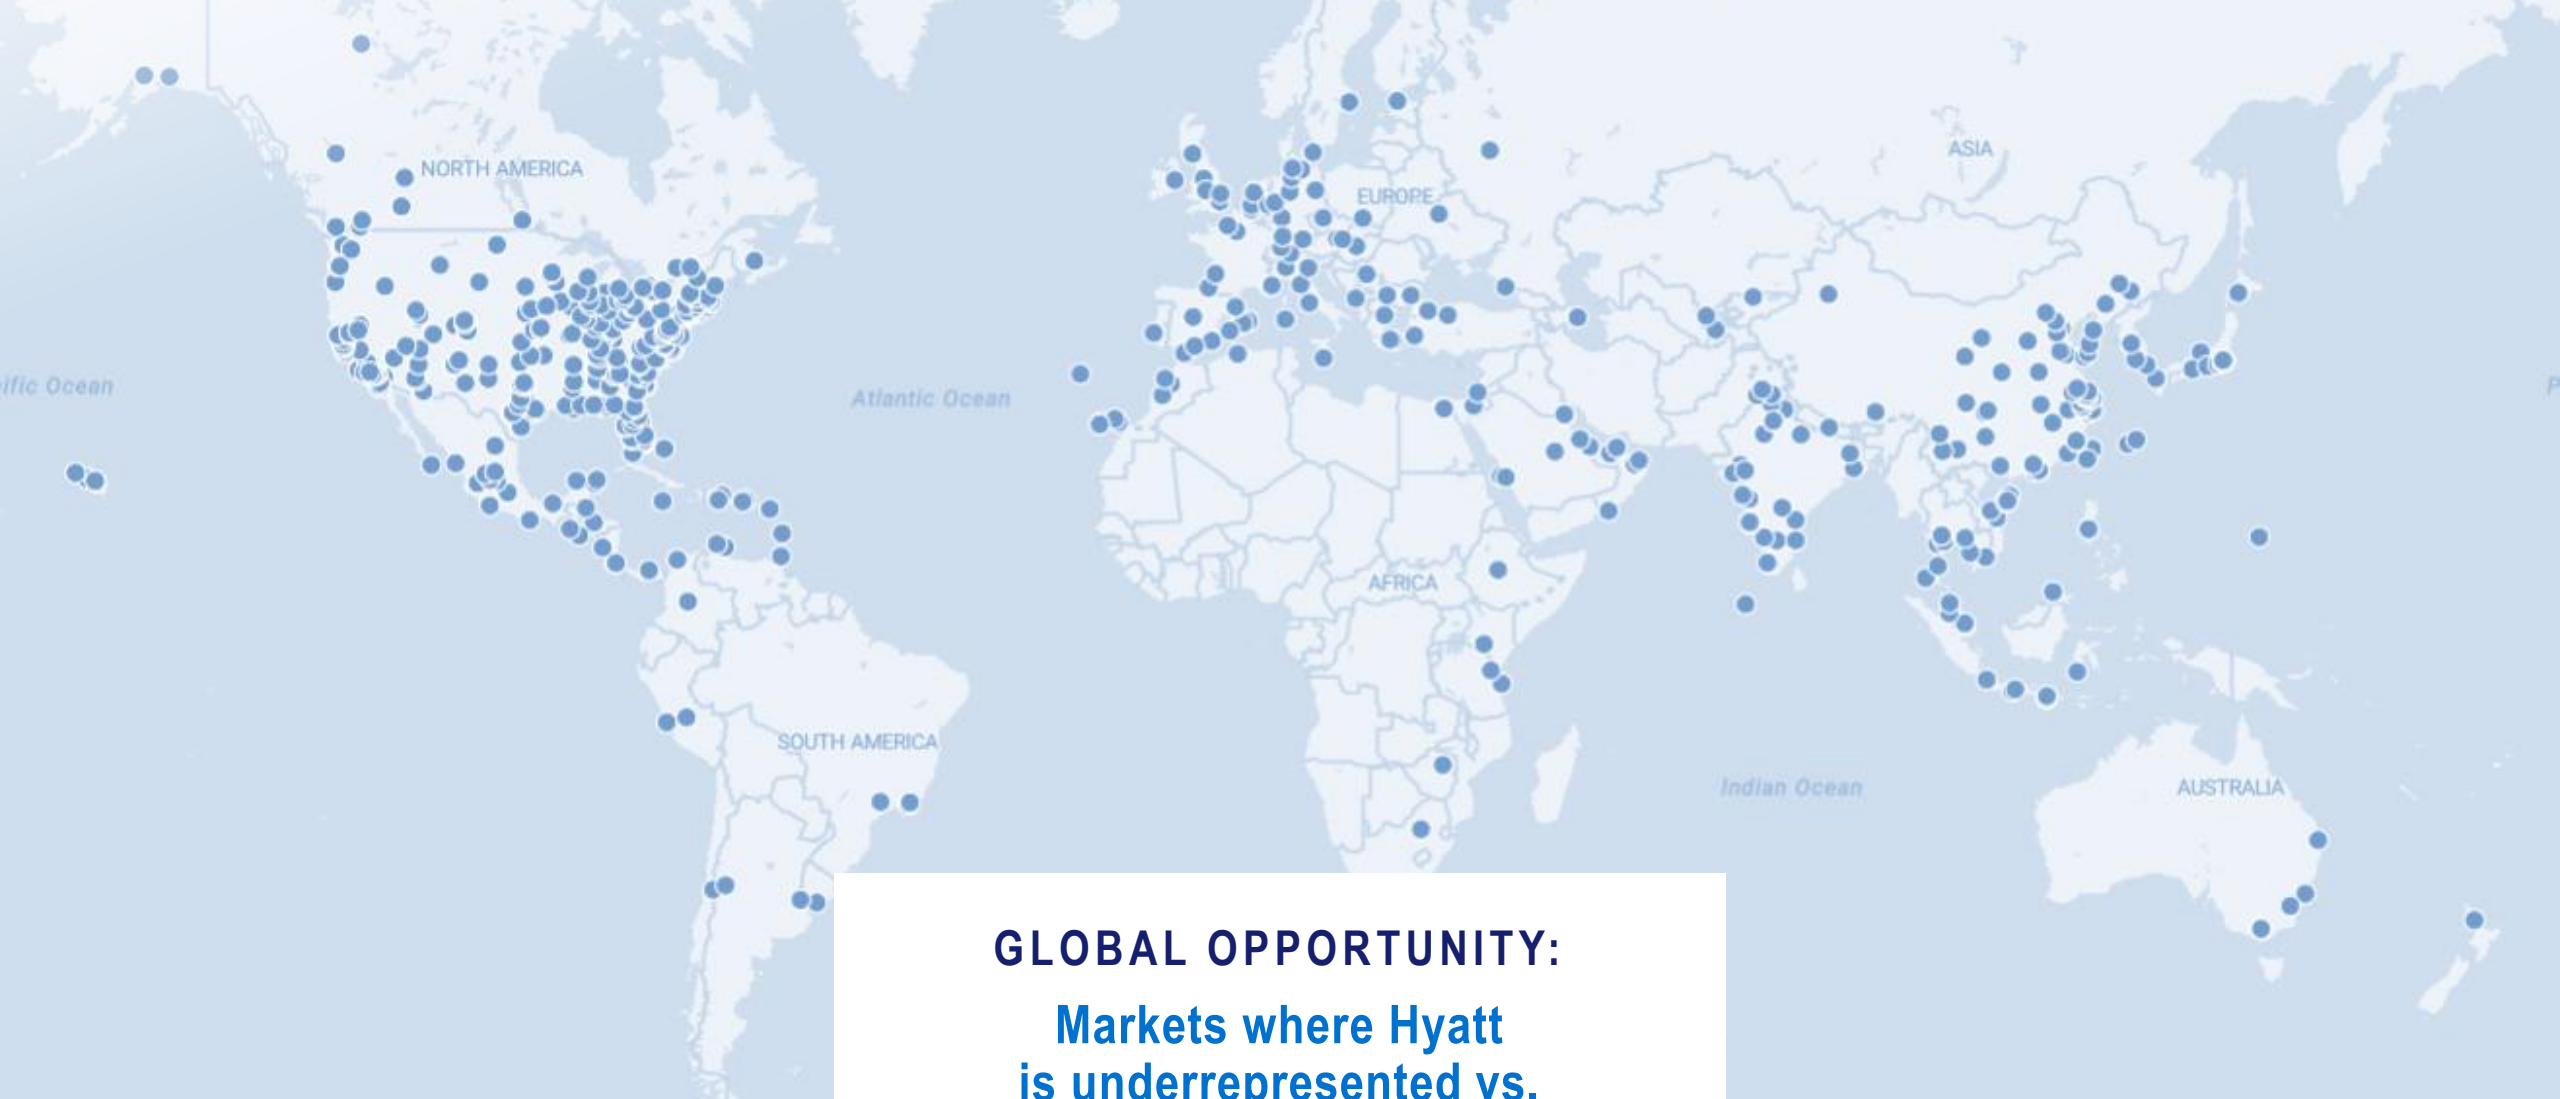 NORTH AMERICA
ASIA
EUROPE
ific Ocean
Atlantic Ocean
P
AFRICA
SOUTH AMERICA
Indian Ocean
AUSTRALIA
GLOBAL OPPORTUNITY:
Markets where Hyatt
is underrepresented vs.